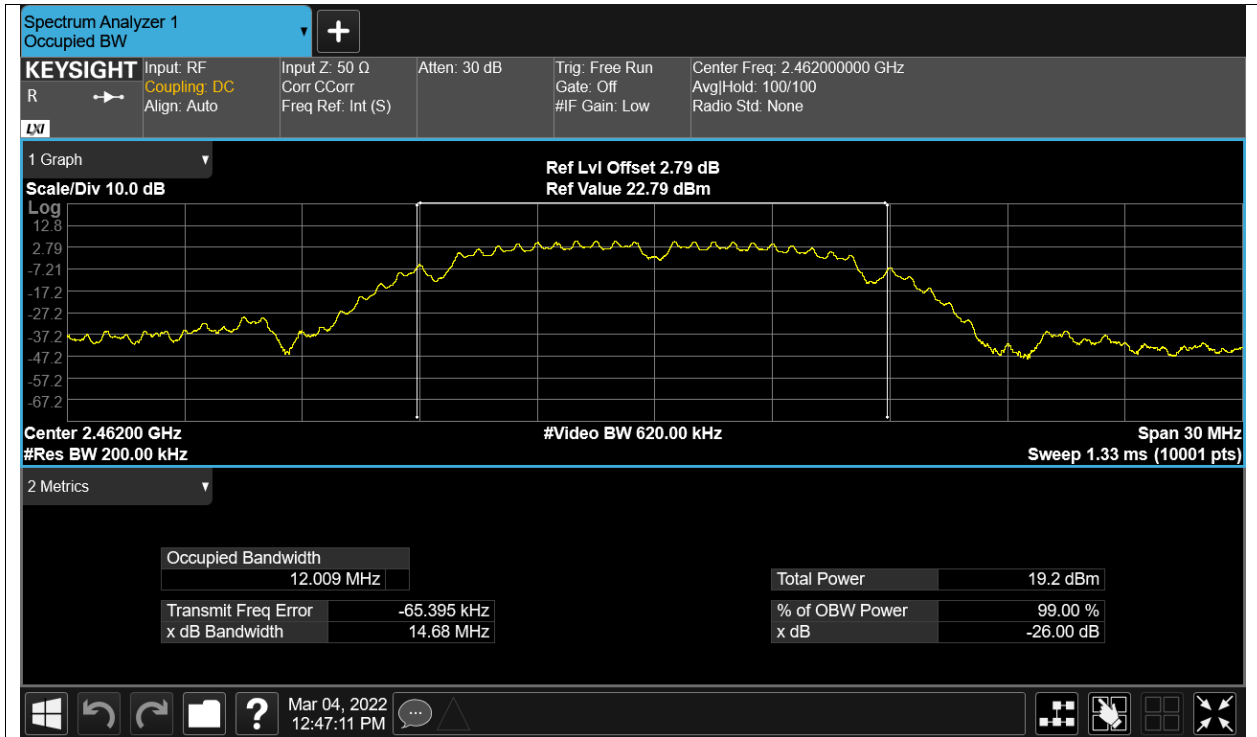 Spectrum Analyzer 1
Occupied BW
▼
+
KEYSIGHT
R
LXI
Input: RF
Coupling: DC
Align: Auto
Input Z: 50 Ω
Corr CCorr
Freq Ref: Int (S)
Atten: 30 dB
Trig: Free Run
Gate: Off
#IF Gain: Low
Center Freq: 2.462000000 GHz
Avg|Hold: 100/100
Radio Std: None
1 Graph
▼
Scale/Div 10.0 dB
Ref Lvl Offset 2.79 dB
Ref Value 22.79 dBm
Log
12.8
2.79
-7.21
-17.2
-27.2
-37.2
-47.2
-57.2
-67.2
Center 2.46200 GHz
#Video BW 620.00 kHz
Span 30 MHz
#Res BW 200.00 kHz
Sweep 1.33 ms (10001 pts)
2 Metrics
▼
Occupied Bandwidth
12.009 MHz
Total Power 19.2 dBm
Transmit Freq Error -65.395 kHz
% of OBW Power 99.00 %
x dB Bandwidth 14.68 MHz
x dB -26.00 dB
?
Mar 04, 2022
12:47:11 PM